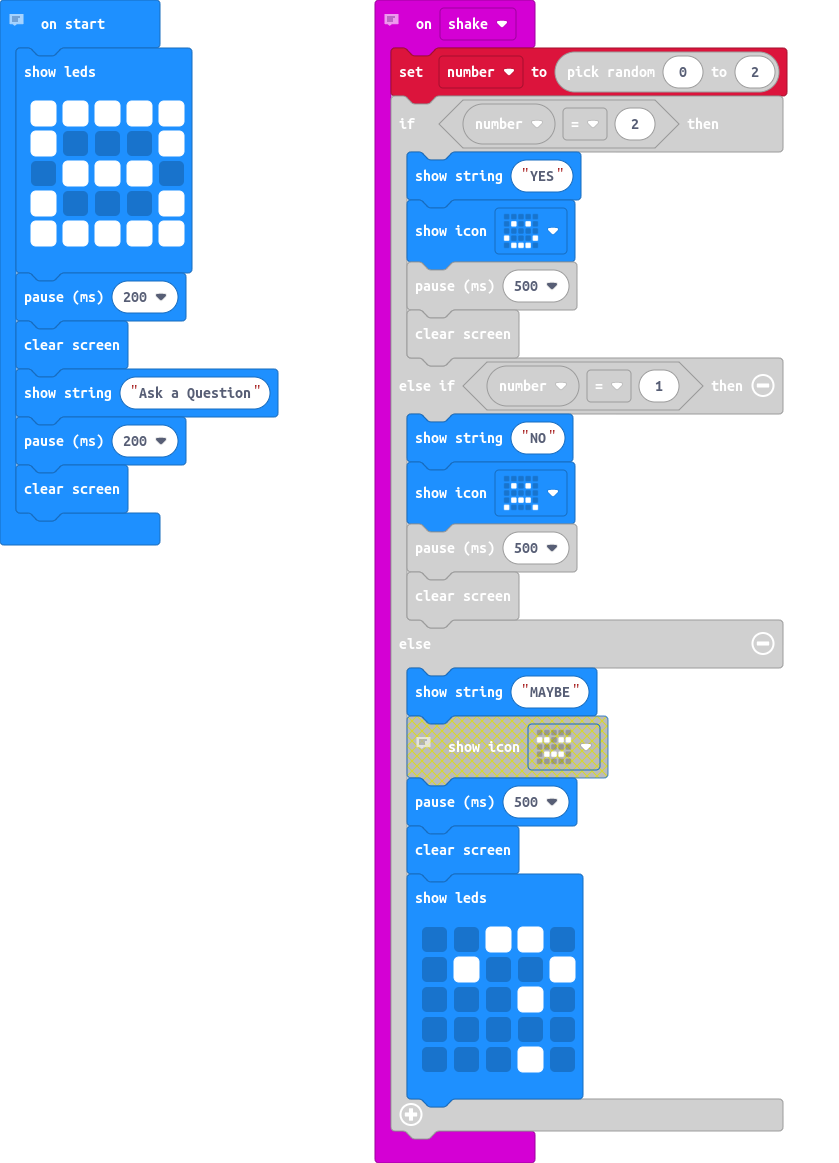 on start
show leds
pause (ms) 200
clear screen
show string "Ask a Question"
pause (ms) 200
clear screen
on shake
set number to pick random 0 to 2
if number = 2 then
show string "YES"
show icon
pause (ms) 500
clear screen
else if number = 1 then
show string "NO"
show icon
pause (ms) 500
clear screen
else
show string "MAYBE"
show icon
pause (ms) 500
clear screen
show leds